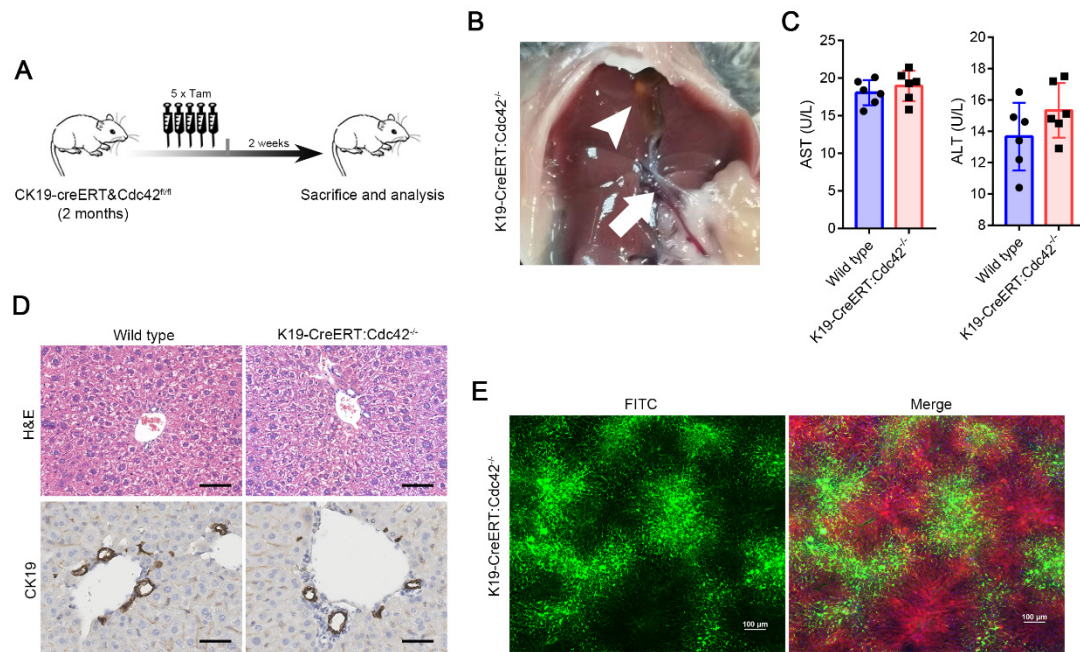 A
5 x Tam
2 weeks
CK19-creERT&Cdc42fl/fl
(2 months)
Sacrifice and analysis
B
K19-CreERT:Cdc42-/-
C
AST (U/L)
25
20
15
10
5
0
Wild type
K19-CreERT:Cdc42-/-
ALT (U/L)
16
14
12
10
8
Wild type
K19-CreERT:Cdc42-/-
18
D
Wild type
K19-CreERT:Cdc42-/-
H&E
CK19
E
FITC
Merge
K19-CreERT:Cdc42-/-
100 μm
100 μm